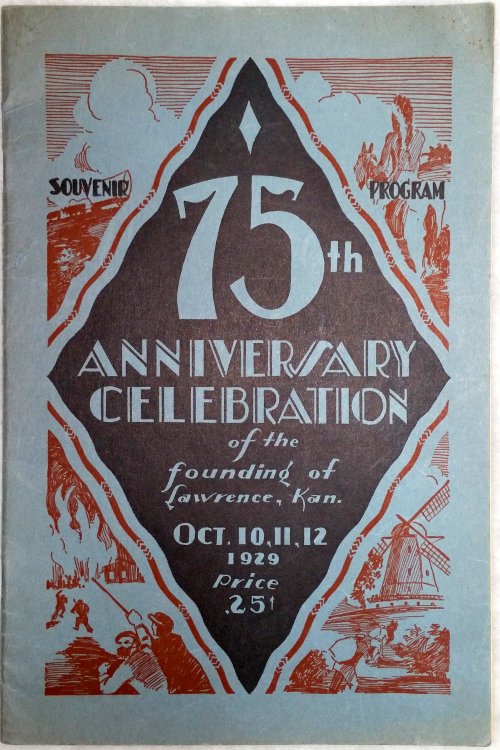 SOUVENIR PROGRAM
75th
ANNIVERSARY
CELEBRATION
of the
founding of
Lawrence, Kan.
OCT. 10, 11, 12
1929
Price
.25¢